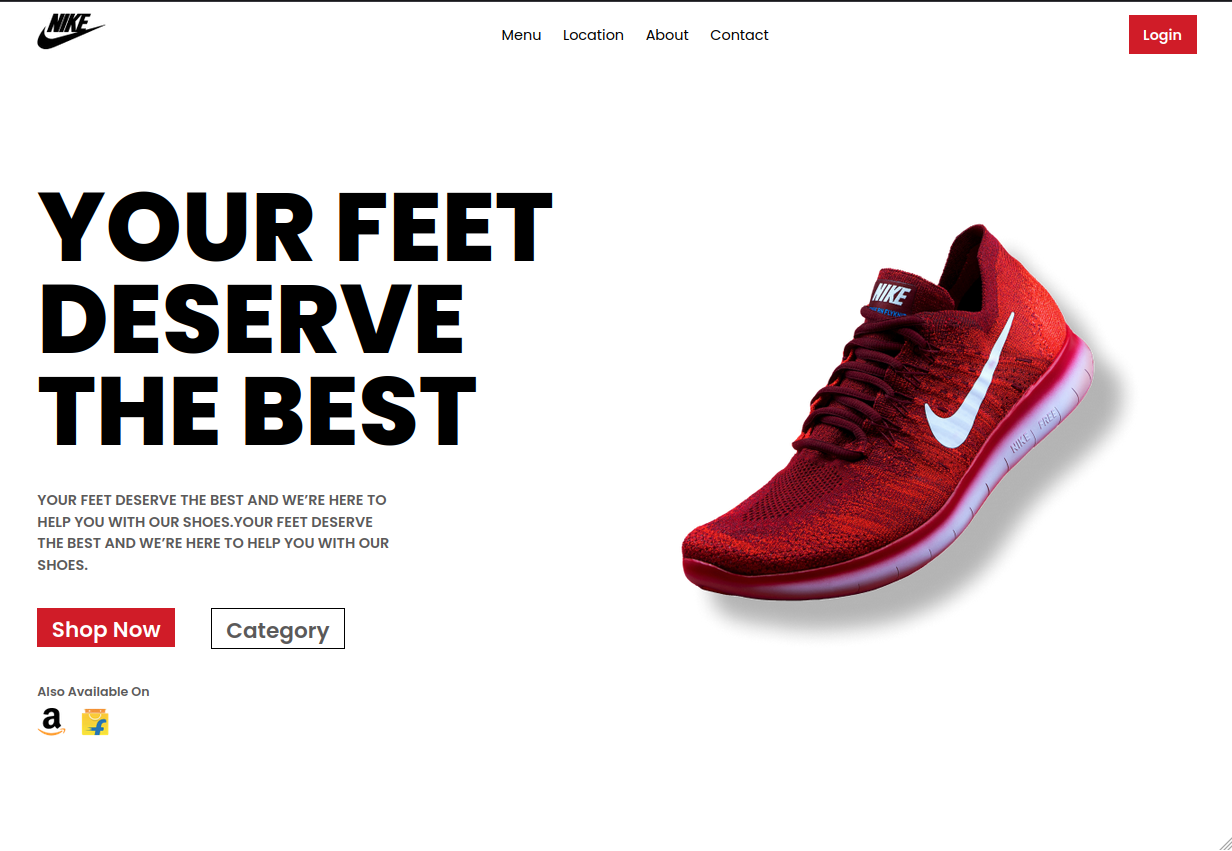 NIKE
Menu Location About Contact
Login
YOUR FEET
DESERVE
THE BEST
NIKE
NIKE FREE
YOUR FEET DESERVE THE BEST AND WE’RE HERE TO
HELP YOU WITH OUR SHOES.YOUR FEET DESERVE
THE BEST AND WE’RE HERE TO HELP YOU WITH OUR
SHOES.
Shop Now
Category
Also Available On
a
f